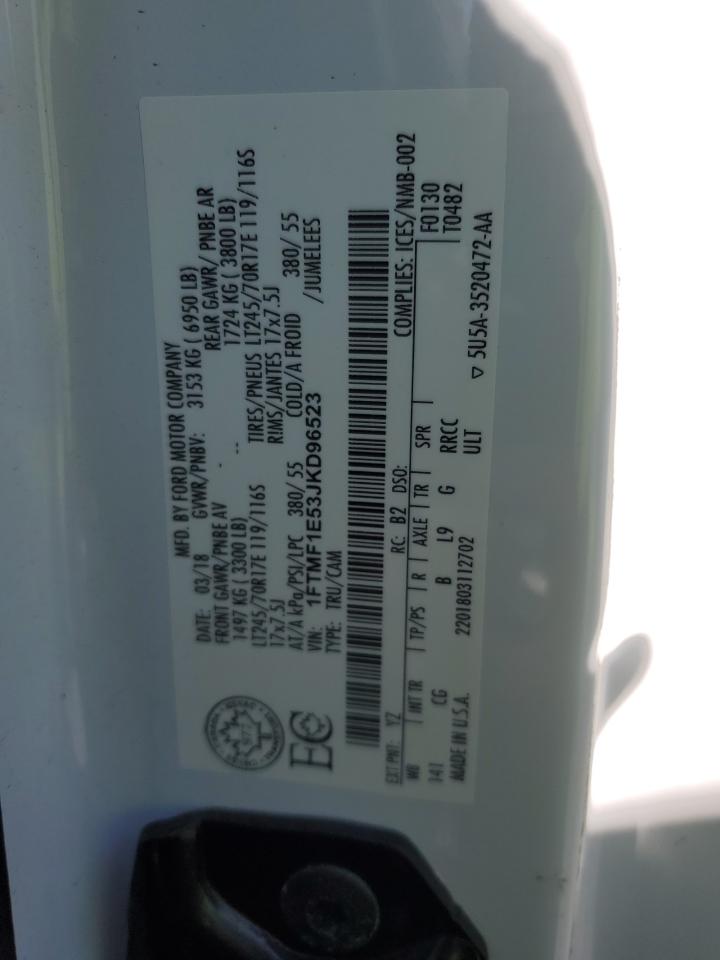 MFD. BY FORD MOTOR COMPANY
DATE: 03/18 GVWR/PNBV: 3153 KG ( 6950 LB)
FRONT GAWR/PNBE AV REAR GAWR/ PNBE AR
1497 KG ( 3300 LB) -- 1724 KG ( 3800 LB)
LT245/70R17E 119/116S TIRES/PNEUS LT245/70R17E 119/116S
17x7.5J RIMS/JANTES 17x7.5J
AT/A kPa/PSI/LPC 380/ 55 COLD/A FROID 380/ 55
VIN: 1FTMF1E53JKD96523 /JUMELEES
TYPE: TRU/CAM
EC
COMPLIES: ICES/NMB-002
EXT PNT: YZ RC: B2 DSO: F0130
WB INT TR TP/PS R AXLE TR SPR T0482
141 CG B L9 G RRCC
MADE IN U.S.A. 2201803112702 ULT ▽ 5U5A-3520472-AA